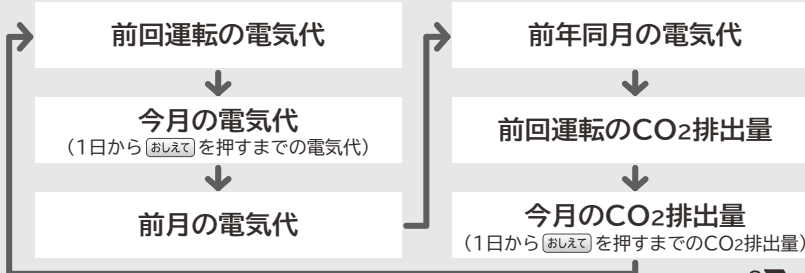 前回運転の電気代
今月の電気代
(1日からおしえてを押すまでの電気代)
前月の電気代
前年同月の電気代
前回運転のCO2排出量
今月のCO2排出量
(1日からおしえてを押すまでのCO2排出量)